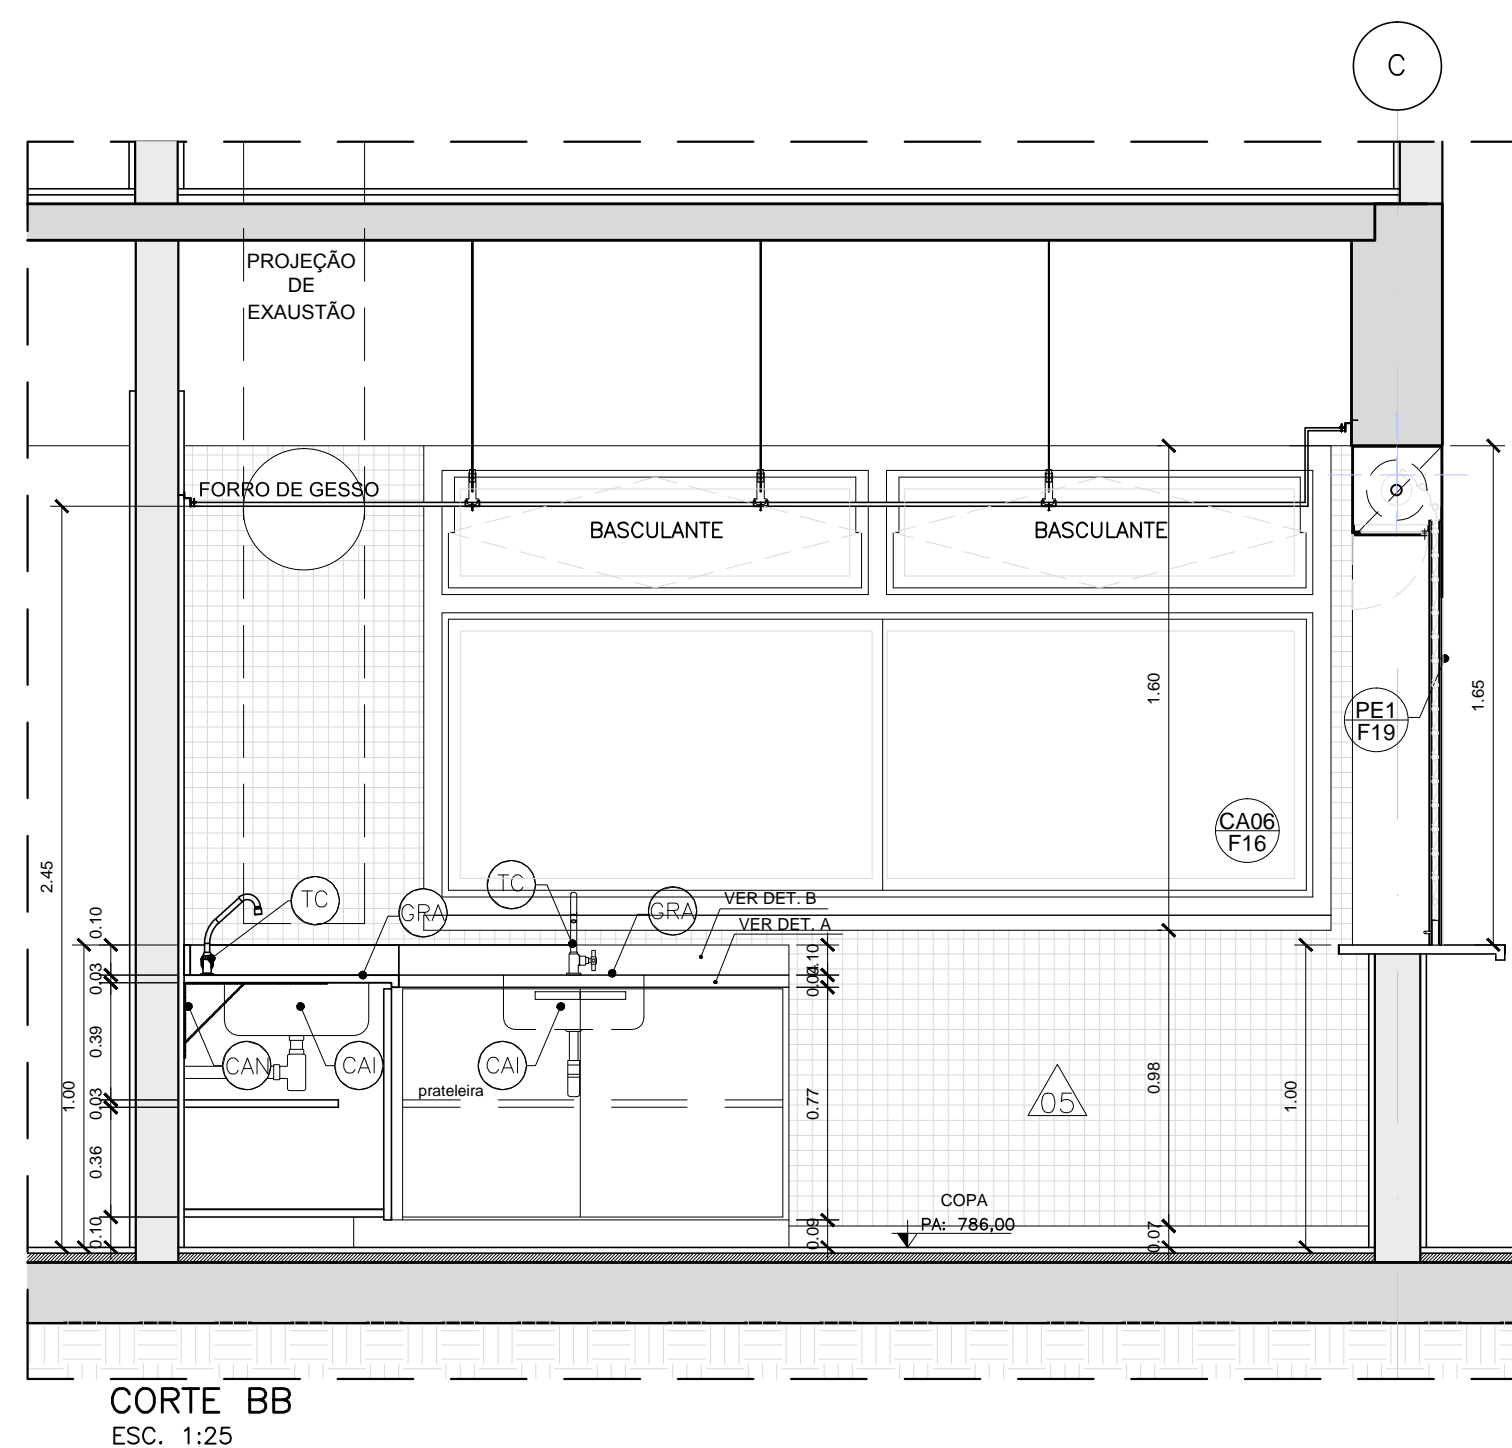 C
PROJEÇÃO
DE
EXAUSTÃO
FORRO DE GESSO
BASCULANTE
BASCULANTE
1.60
1.65
PE1
F19
CA06
F16
2.45
TC
TC
GRA
GRA
VER DET. B
VER DET. A
0.10
0.03
0.39
0.03
0.36
0.10
1.00
0.10
0.04
0.77
0.09
CAN
CAI
CAI
prateleira
05
0.98
0.07
1.00
COPA
PA: 786,00
CORTE BB
ESC. 1:25